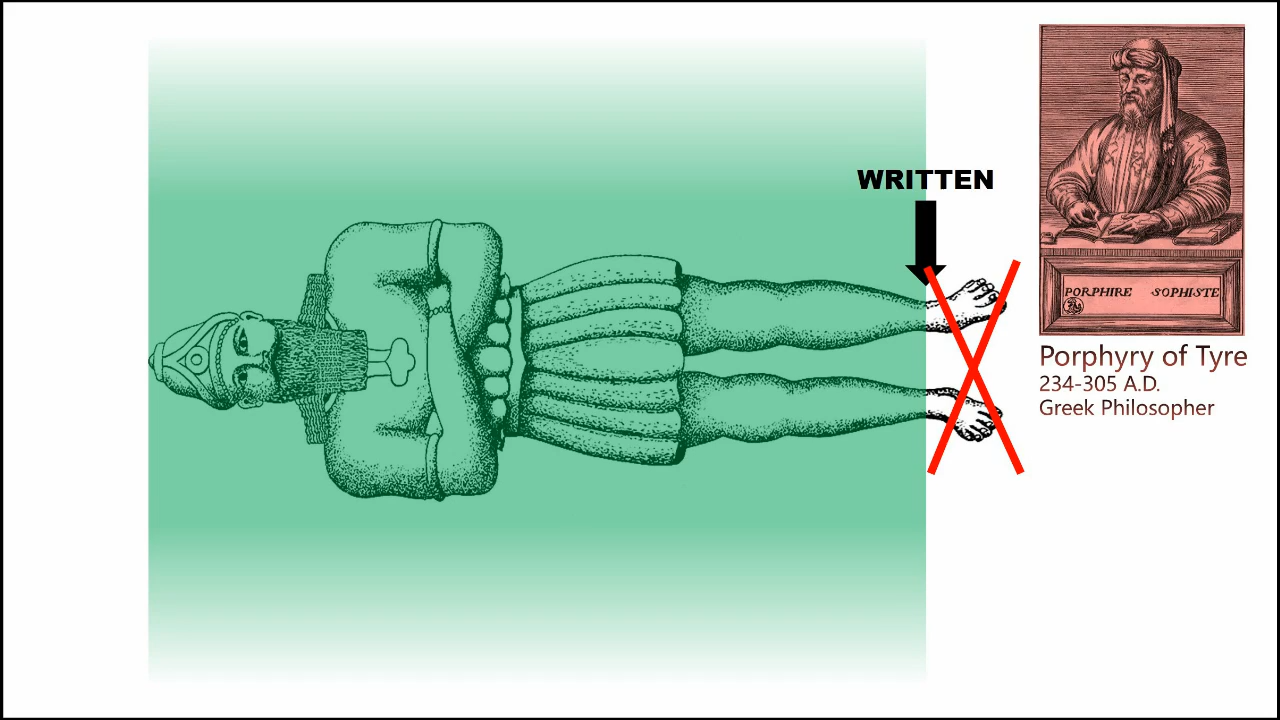 WRITTEN
PORPHIRE SOPHISTE
Porphyry of Tyre
234-305 A.D.
Greek Philosopher